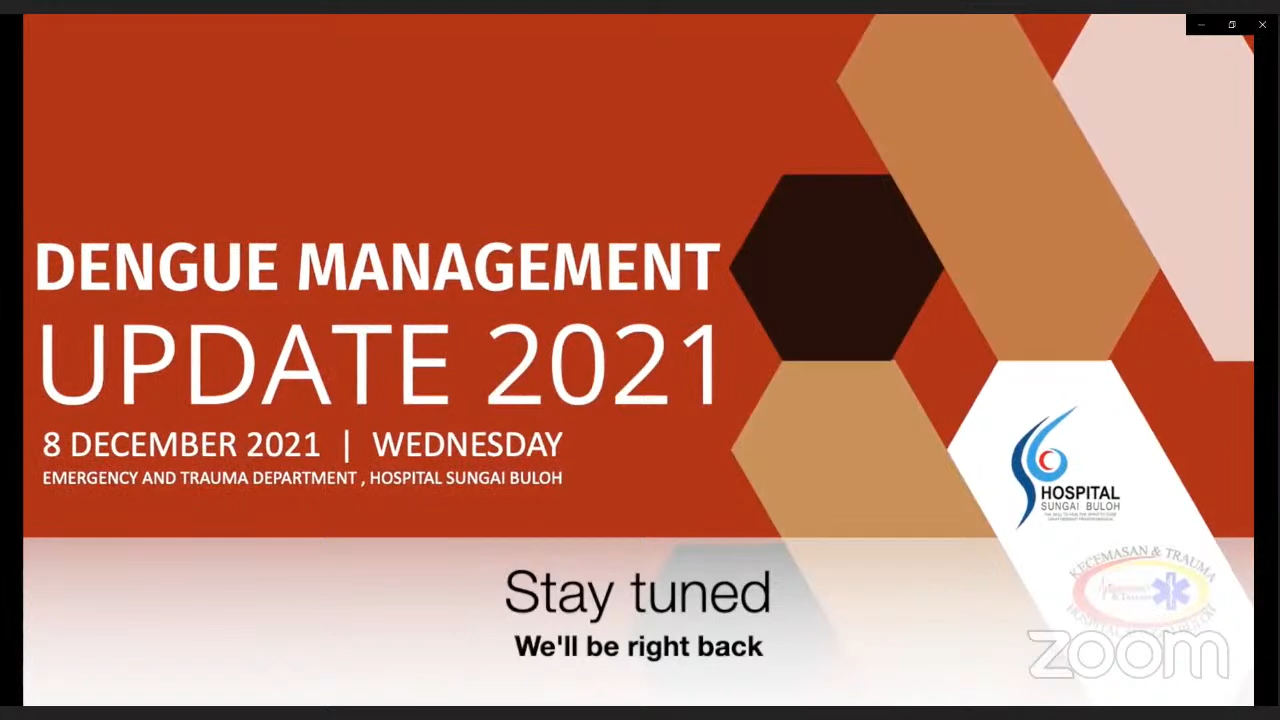 DENGUE MANAGEMENT
UPDATE 2021
8 DECEMBER 2021 | WEDNESDAY
EMERGENCY AND TRAUMA DEPARTMENT , HOSPITAL SUNGAI BULOH
HOSPITAL
SUNGAI BULOH
KECEMASAN & TRAUMA
Stay tuned
We'll be right back
zoom